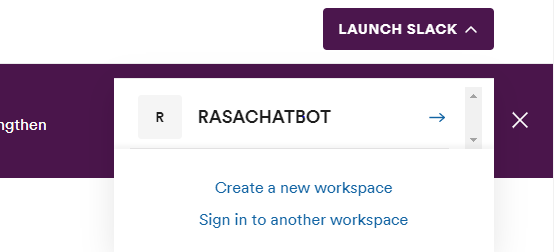 LAUNCH SLACK
ngthen
R RASACHATBOT
Create a new workspace
Sign in to another workspace